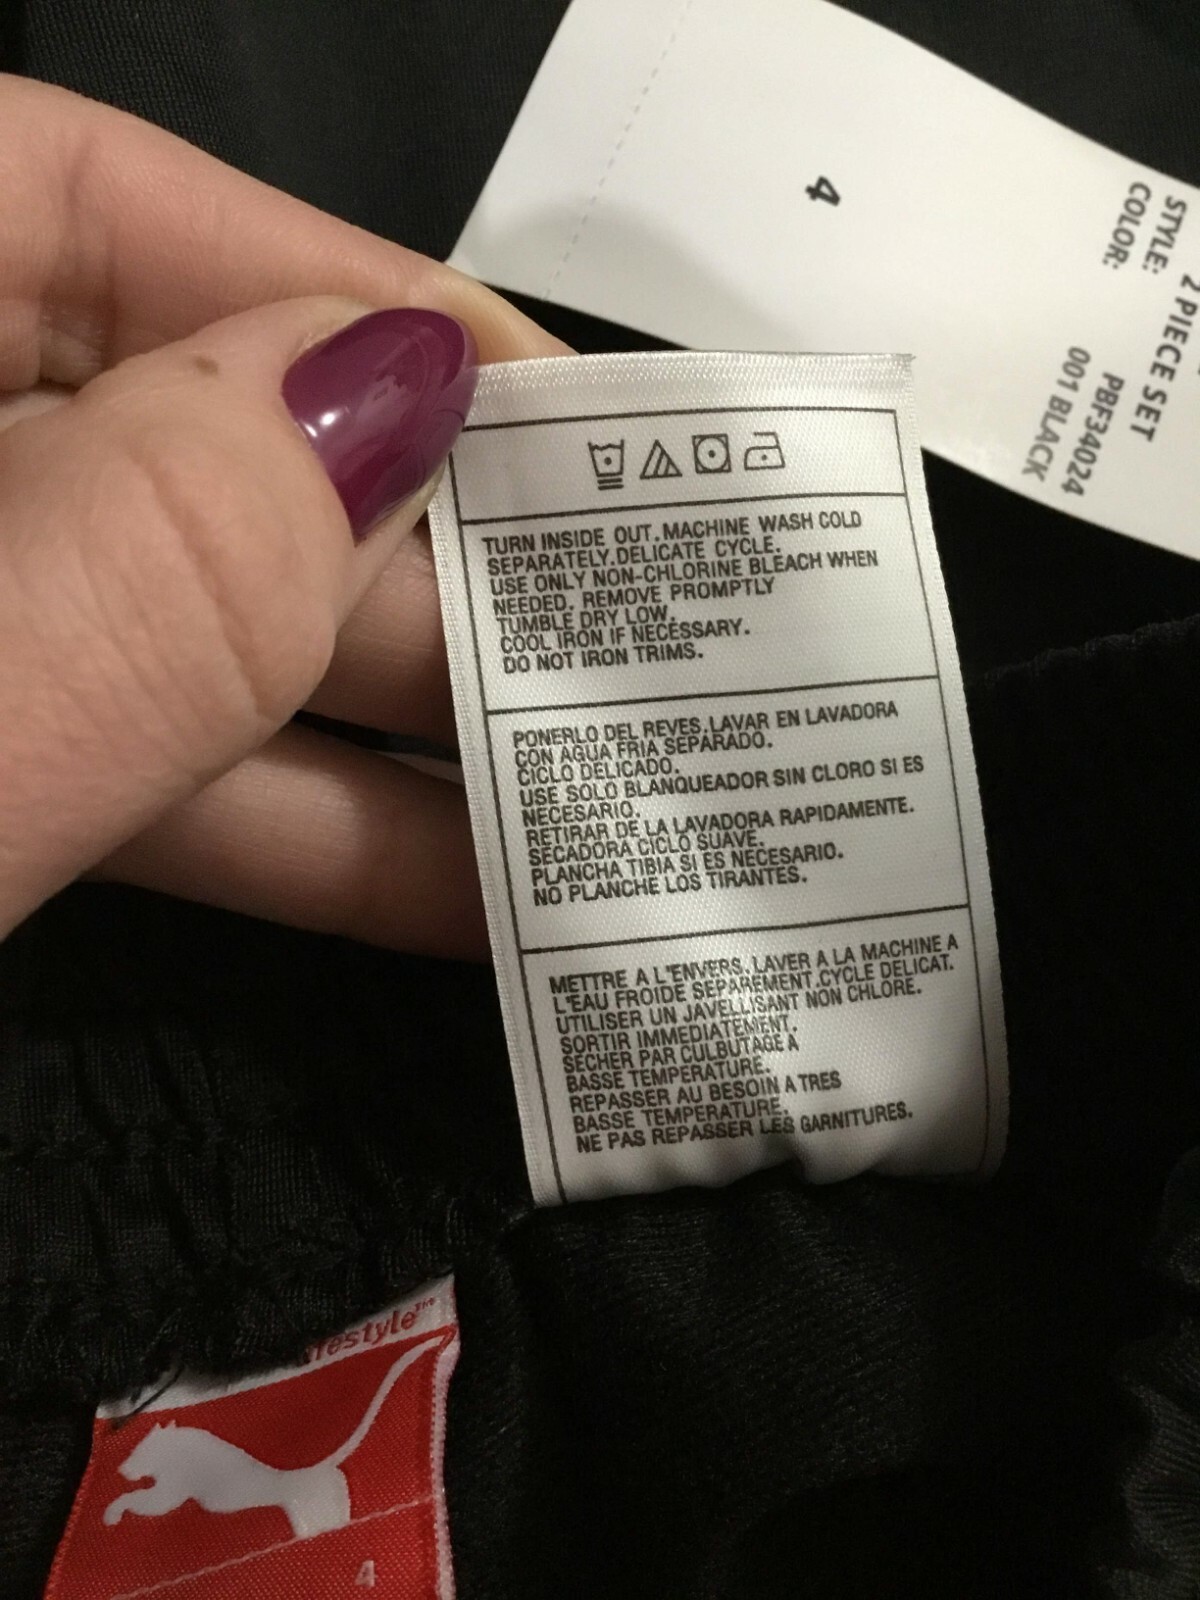 4
STYLE:
2 PIECE SET
COLOR:
PBF34024
001 BLACK
TURN INSIDE OUT. MACHINE WASH COLD
SEPARATELY. DELICATE CYCLE.
USE ONLY NON-CHLORINE BLEACH WHEN
NEEDED. REMOVE PROMPTLY
TUMBLE DRY LOW.
COOL IRON IF NECESSARY.
DO NOT IRON TRIMS.
PONERLO DEL REVES. LAVAR EN LAVADORA
CON AGUA FRIA SEPARADO.
CICLO DELICADO.
USE SOLO BLANQUEADOR SIN CLORO SI ES
NECESARIO.
RETIRAR DE LA LAVADORA RAPIDAMENTE.
SECADORA CICLO SUAVE.
PLANCHA TIBIA SI ES NECESARIO.
NO PLANCHE LOS TIRANTES.
METTRE A L'ENVERS. LAVER A LA MACHINE A
L'EAU FROIDE SEPAREMENT. CYCLE DELICAT.
UTILISER UN JAVELLISANT NON CHLORE.
SORTIR IMMEDIATEMENT.
SECHER PAR CULBUTAGE A
BASSE TEMPERATURE.
REPASSER AU BESOIN A TRES
BASSE TEMPERATURE.
NE PAS REPASSER LES GARNITURES.
festyle™
4